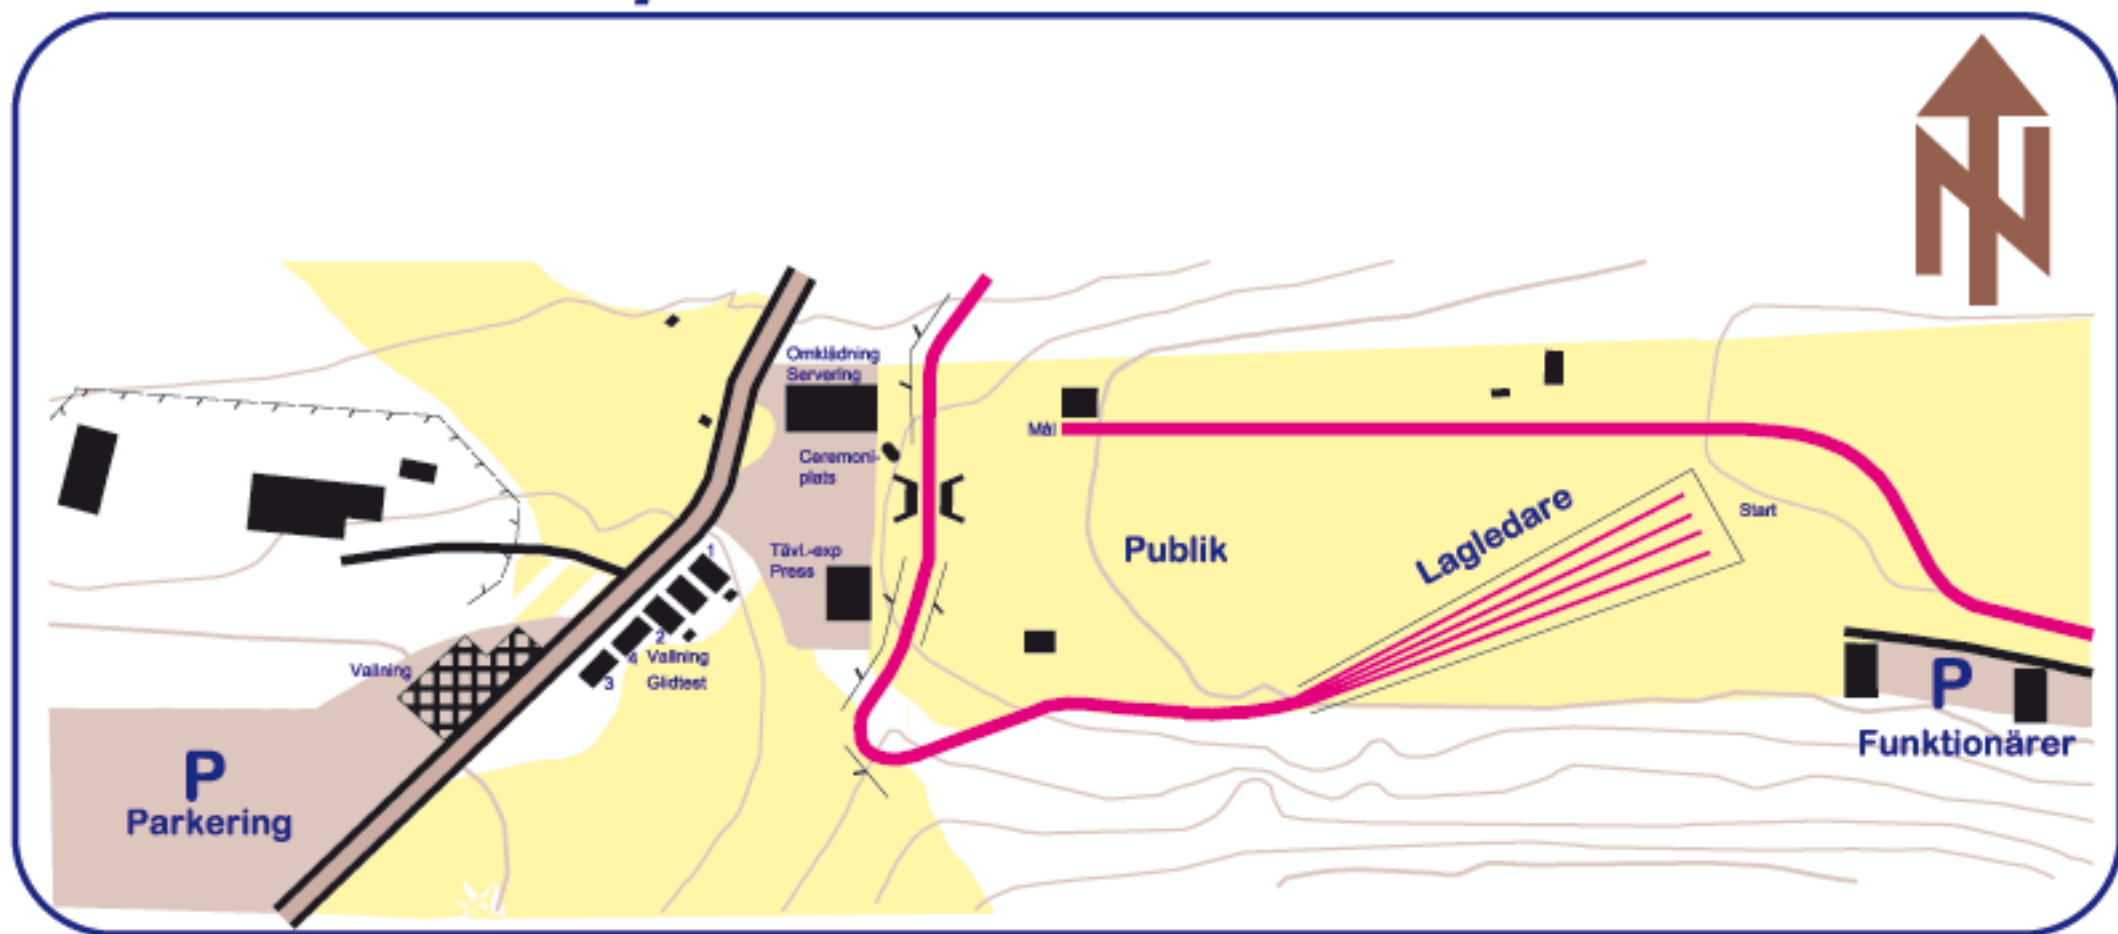 N
Omklädning
Servering
Mål
Ceremoni-
plats
Start
Lagledare
Publik
Tävl.-exp
Press
1
2
4
3
Vallning
Glidtest
Vallning
P
Parkering
P
Funktionärer